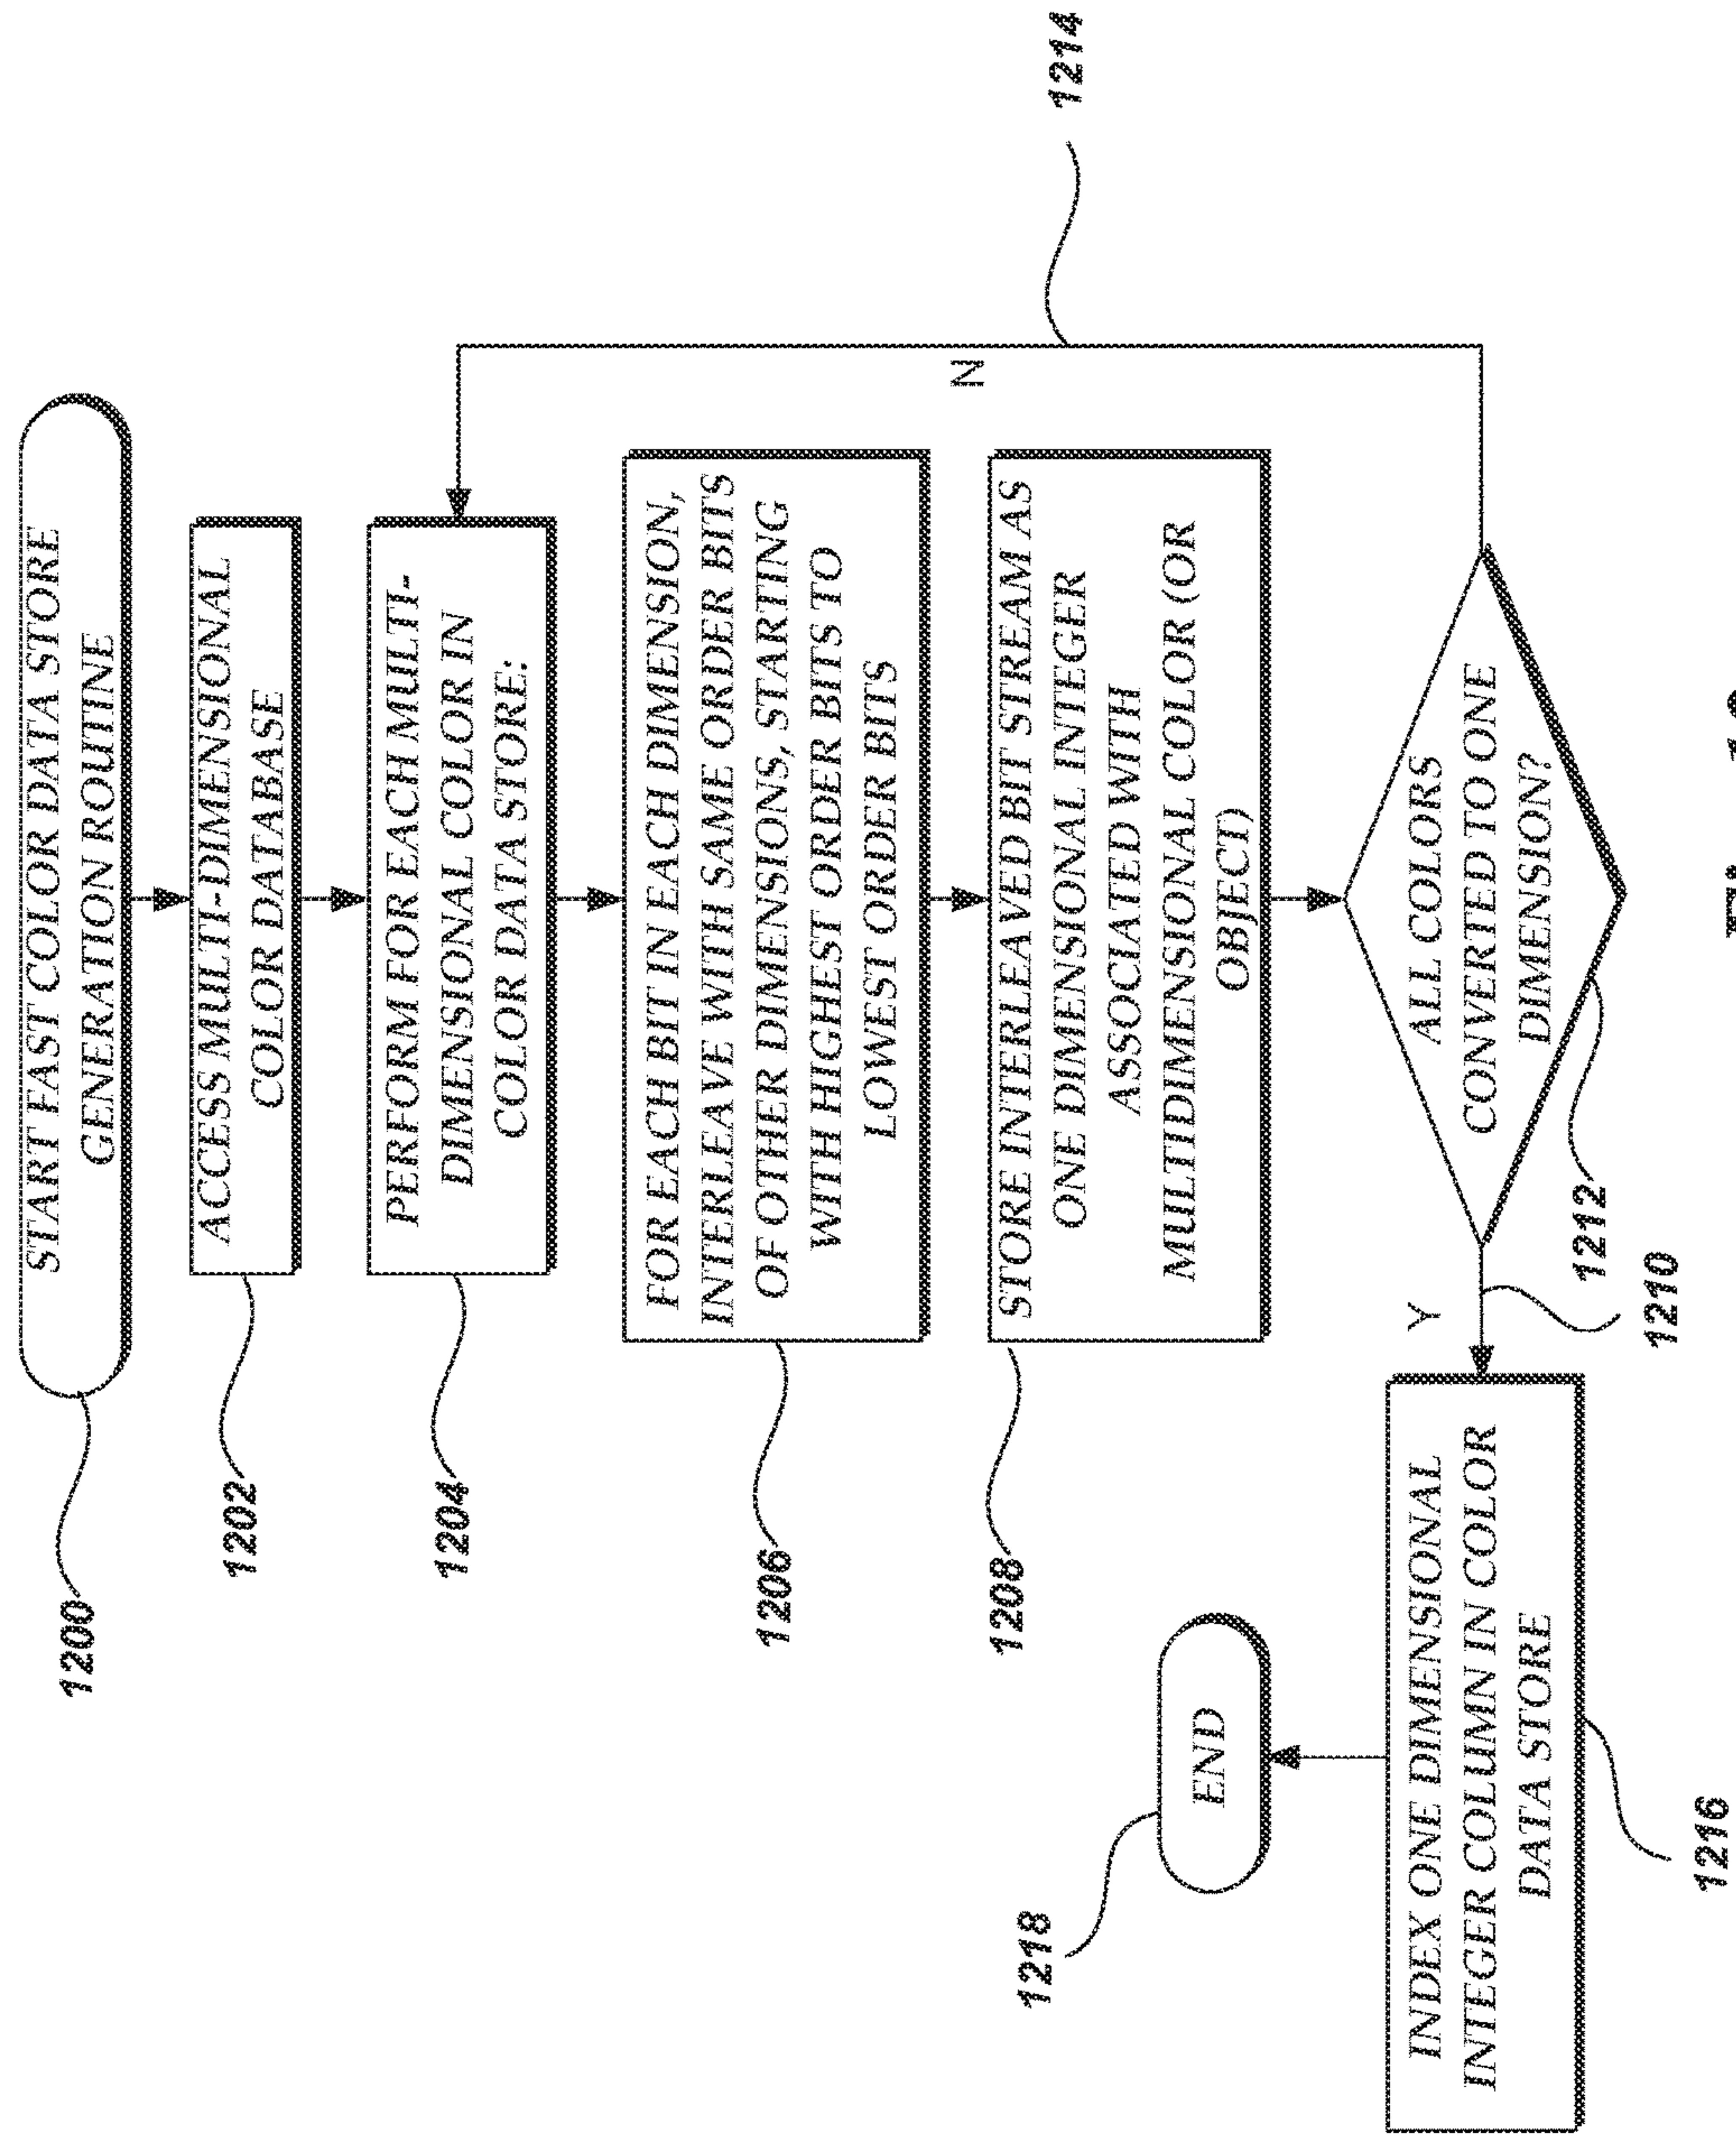 START FAST COLOR DATA STORE
GENERATION ROUTINE
1200
ACCESS MULTI-DIMENSIONAL
COLOR DATABASE
1202
PERFORM FOR EACH MULTI-
DIMENSIONAL COLOR IN
COLOR DATA STORE:
1204
FOR EACH BIT IN EACH DIMENSION,
INTERLEAVE WITH SAME ORDER BITS
OF OTHER DIMENSIONS, STARTING
WITH HIGHEST ORDER BITS TO
LOWEST ORDER BITS
1206
STORE INTERLEAVED BIT STREAM AS
ONE DIMENSIONAL INTEGER
ASSOCIATED WITH
MULTIDIMENSIONAL COLOR (OR
OBJECT)
1208
N
1214
ALL COLORS
CONVERTED TO ONE
DIMENSION?
1212
Y
1210
INDEX ONE DIMENSIONAL
INTEGER COLUMN IN COLOR
DATA STORE
1216
END
1218